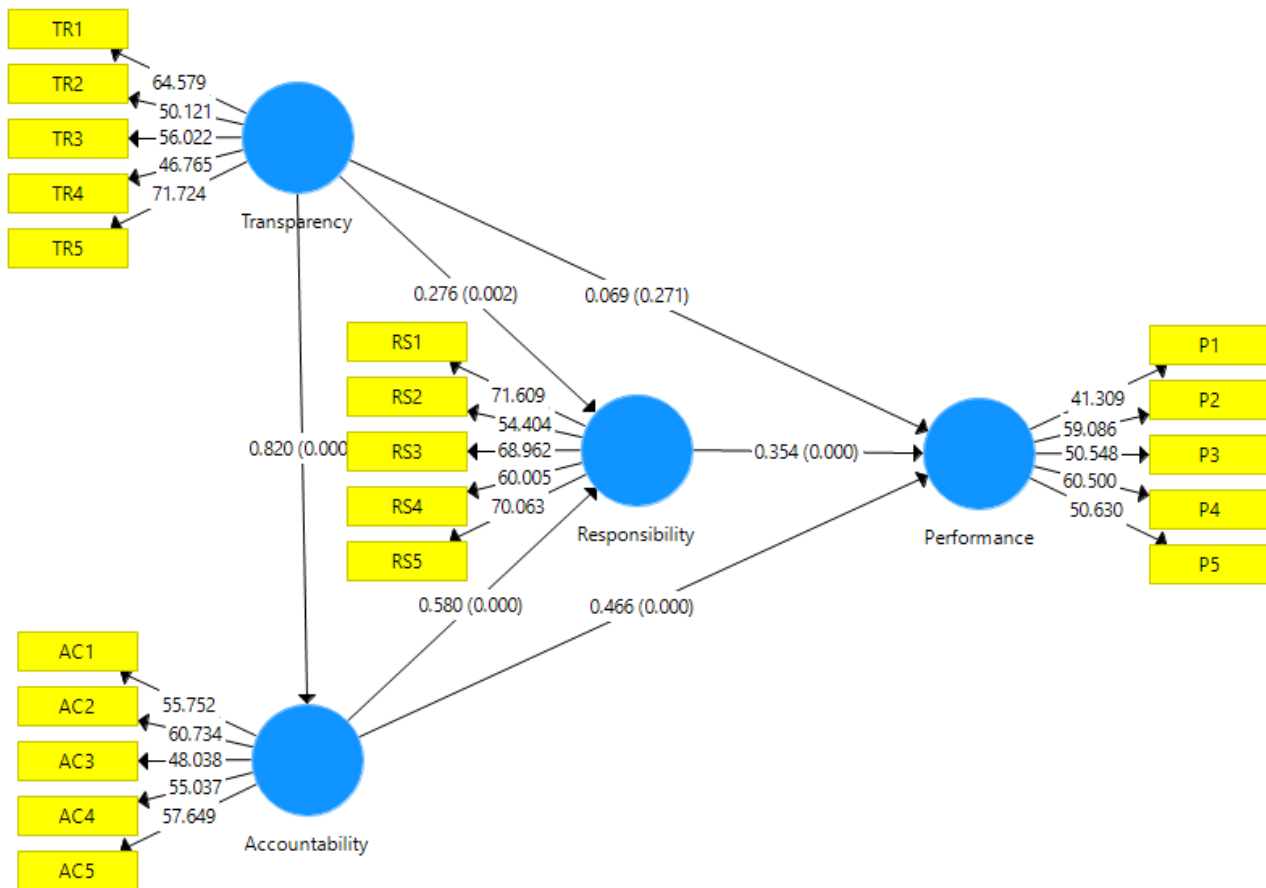 TR1
TR2
TR3
TR4
TR5
64.579
50.121
56.022
46.765
71.724
Transparency
0.276 (0.002)
0.069 (0.271)
0.820 (0.000
RS1
RS2
RS3
RS4
RS5
71.609
54.404
68.962
60.005
70.063
Responsibility
0.354 (0.000)
P1
P2
P3
P4
P5
41.309
59.086
50.548
60.500
50.630
Performance
0.580 (0.000)
0.466 (0.000)
AC1
AC2
AC3
AC4
AC5
55.752
60.734
48.038
55.037
57.649
Accountability